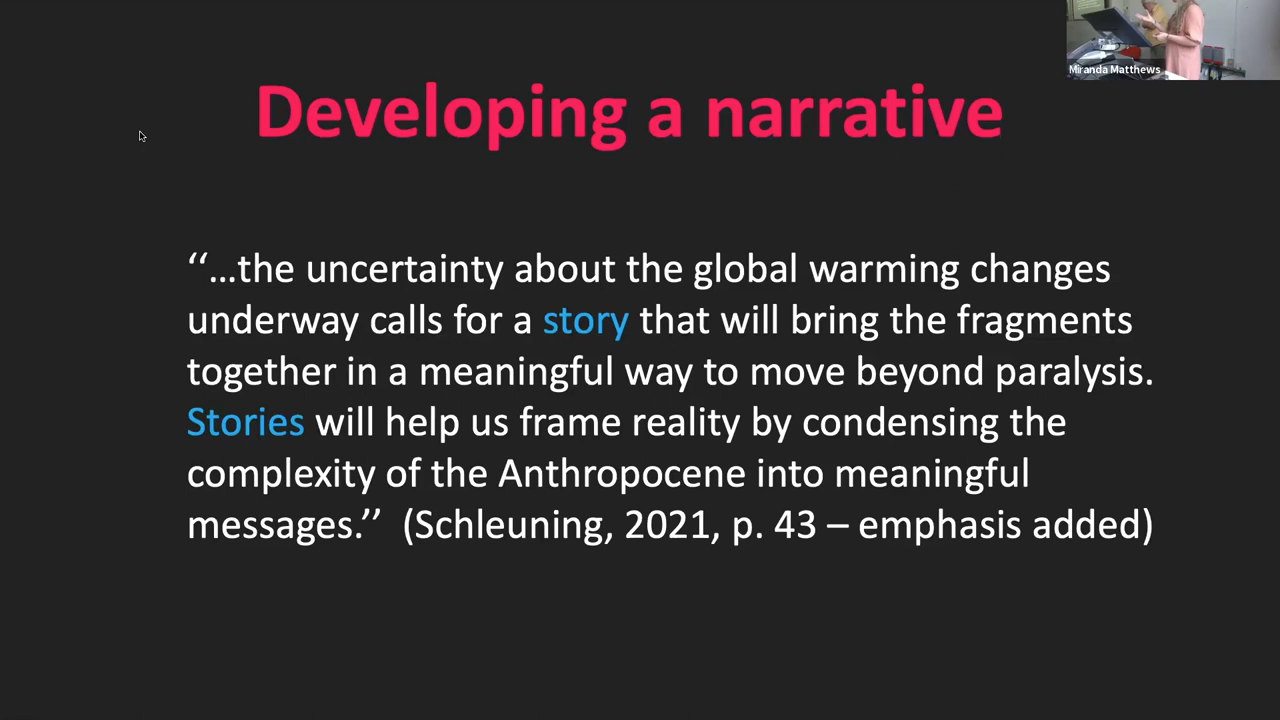 Miranda Matthews
Developing a narrative
‘‘...the uncertainty about the global warming changes
underway calls for a story that will bring the fragments
together in a meaningful way to move beyond paralysis.
Stories will help us frame reality by condensing the
complexity of the Anthropocene into meaningful
messages.’’ (Schleuning, 2021, p. 43 – emphasis added)